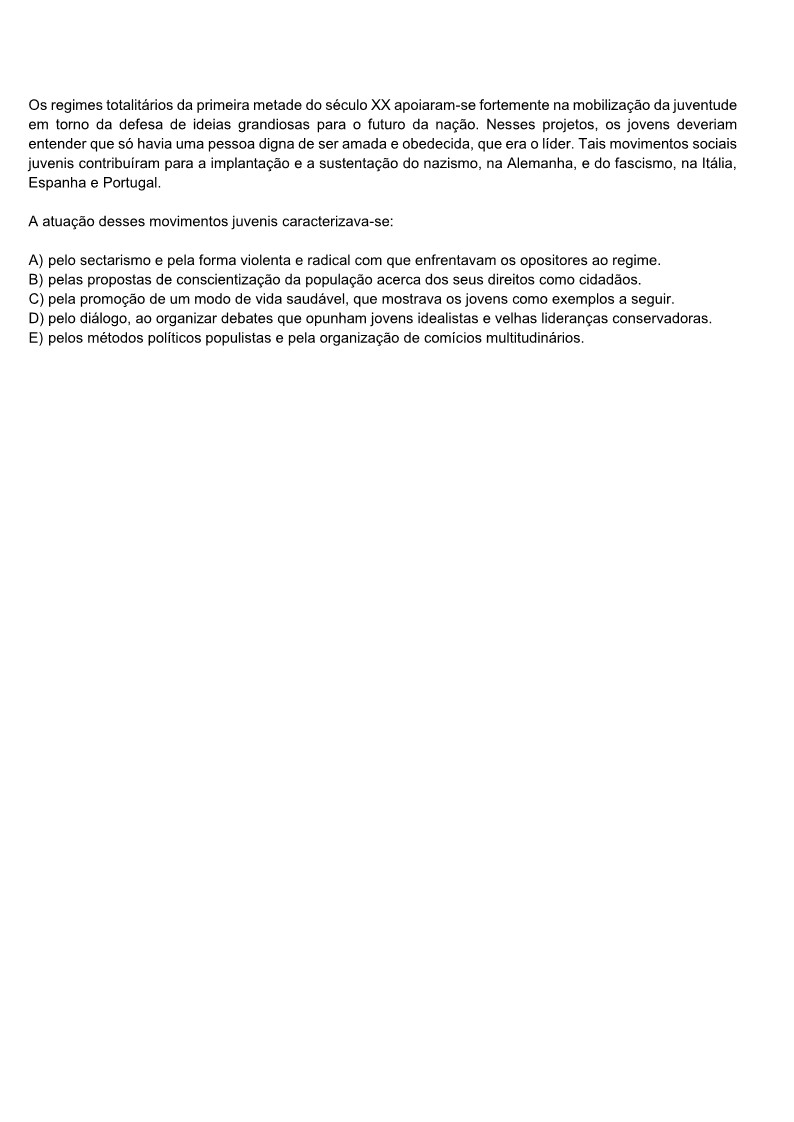 Os regimes totalitários da primeira metade do século XX apoiaram-se fortemente na mobilização da juventude
em torno da defesa de ideias grandiosas para o futuro da nação. Nesses projetos, os jovens deveriam
entender que só havia uma pessoa digna de ser amada e obedecida, que era o líder. Tais movimentos sociais
juvenis contribuíram para a implantação e a sustentação do nazismo, na Alemanha, e do fascismo, na Itália,
Espanha e Portugal.
A atuação desses movimentos juvenis caracterizava-se:
A) pelo sectarismo e pela forma violenta e radical com que enfrentavam os opositores ao regime.
B) pelas propostas de conscientização da população acerca dos seus direitos como cidadãos.
C) pela promoção de um modo de vida saudável, que mostrava os jovens como exemplos a seguir.
D) pelo diálogo, ao organizar debates que opunham jovens idealistas e velhas lideranças conservadoras.
E) pelos métodos políticos populistas e pela organização de comícios multitudinários.